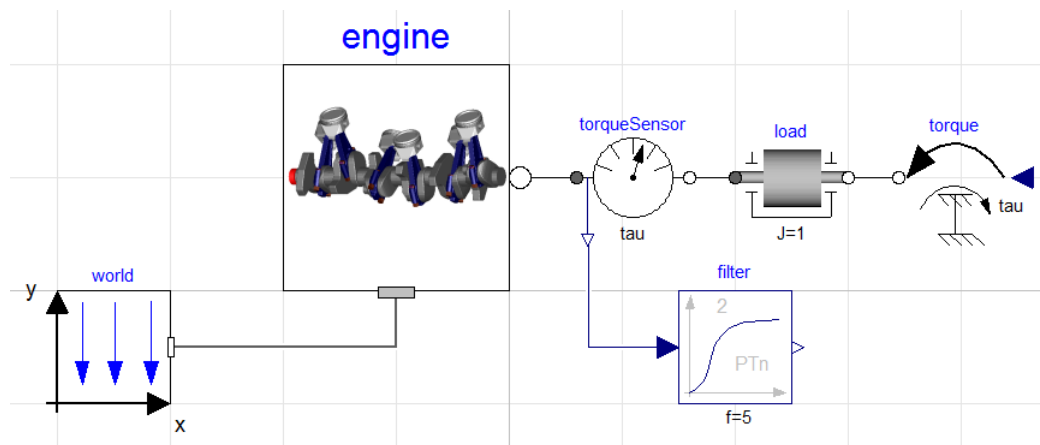 engine
torqueSensor
load
torque
tau
J=1
tau
world
y
x
filter
2
PTn
f=5